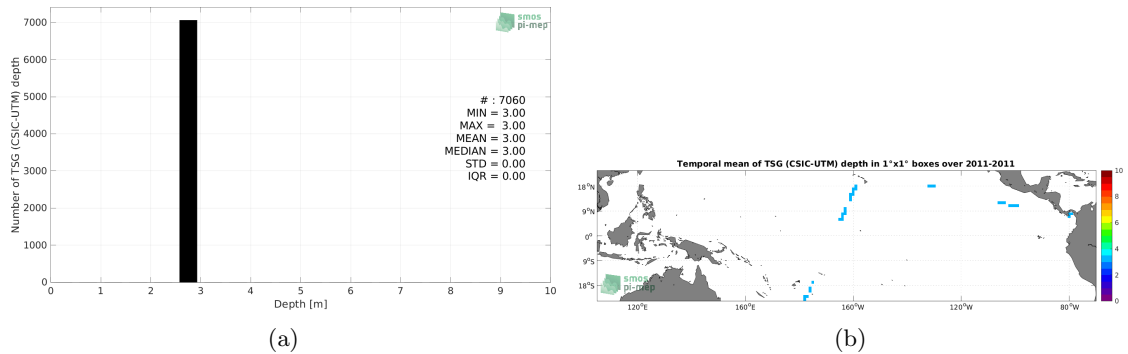 7000
6000
5000
4000
3000
2000
1000
0
Number of TSG (CSIC-UTM) depth
smos
pi-mep
# : 7060
MIN = 3.00
MAX = 3.00
MEAN = 3.00
MEDIAN = 3.00
STD = 0.00
IQR = 0.00
0 1 2 3 4 5 6 7 8 9 10
Depth [m]
(a)
Temporal mean of TSG (CSIC-UTM) depth in 1°x1° boxes over 2011-2011
18°N
9°N
0°
9°S
18°S
smos
pi-mep
120°E 160°E 160°W 120°W 80°W
10
8
6
4
2
0
(b)